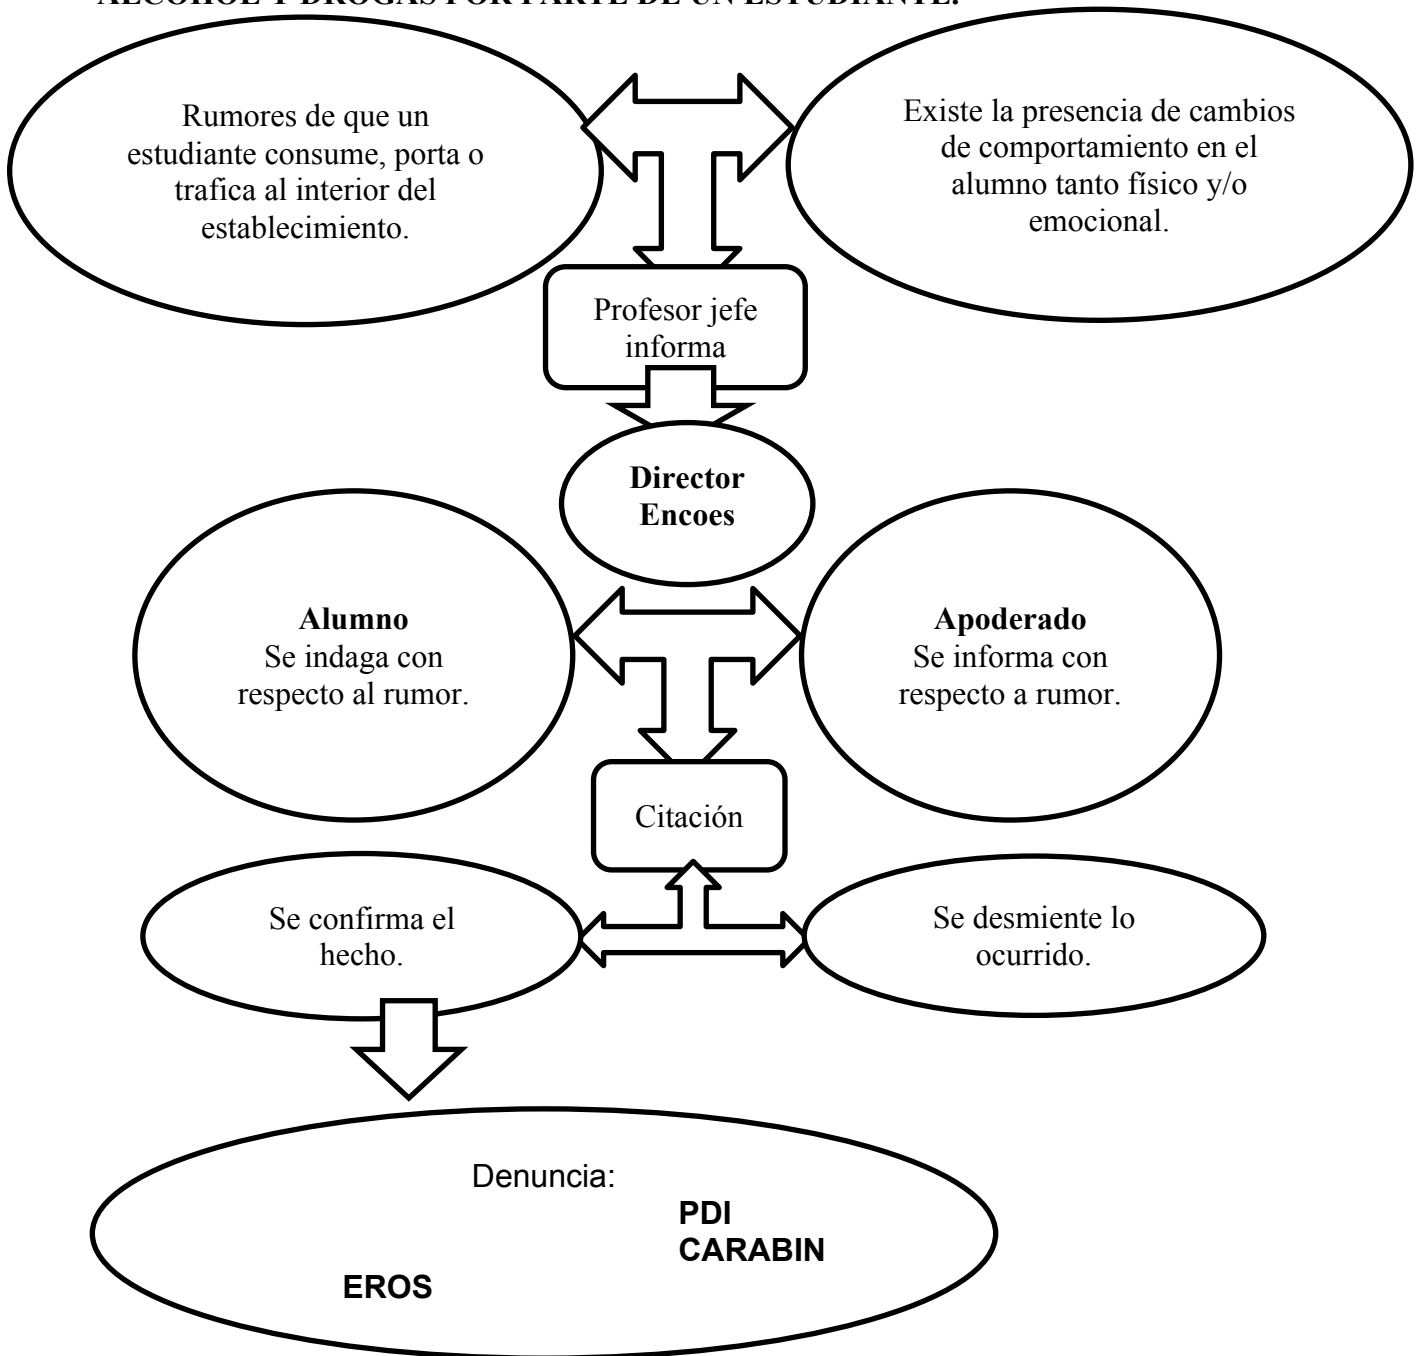 ALCOHOL Y DROGAS POR PARTE DE UN ESTUDIANTE.
Rumores de que un
estudiante consume, porta o
trafica al interior del
establecimiento.
Existe la presencia de cambios
de comportamiento en el
alumno tanto físico y/o
emocional.
Profesor jefe
informa
Director
Encoes
Alumno
Se indaga con
respecto al rumor.
Apoderado
Se informa con
respecto a rumor.
Citación
Se confirma el
hecho.
Se desmiente lo
ocurrido.
Denuncia:
PDI
CARABIN
EROS